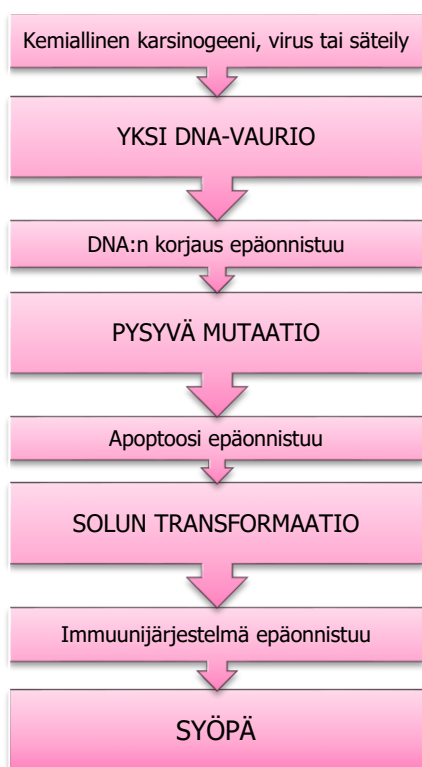 Kemiallinen karsinogeeni, virus tai säteily
YKSI DNA-VAURIO
DNA:n korjaus epäonnistuu
PYSYVÄ MUTAATIO
Apoptoosi epäonnistuu
SOLUN TRANSFORMAATIO
Immuunijärjestelmä epäonnistuu
SYÖPÄ